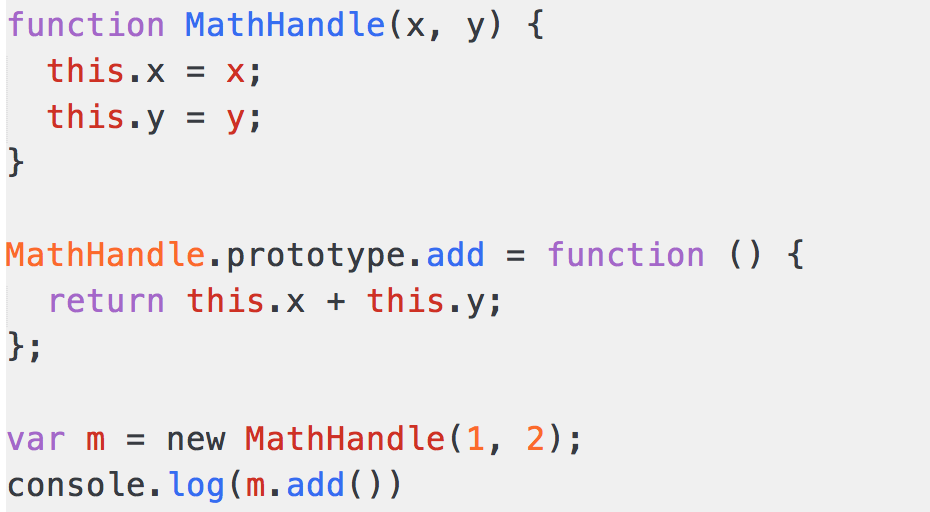 function MathHandle(x, y) {
  this.x = x;
  this.y = y;
}

MathHandle.prototype.add = function () {
  return this.x + this.y;
};

var m = new MathHandle(1, 2);
console.log(m.add())